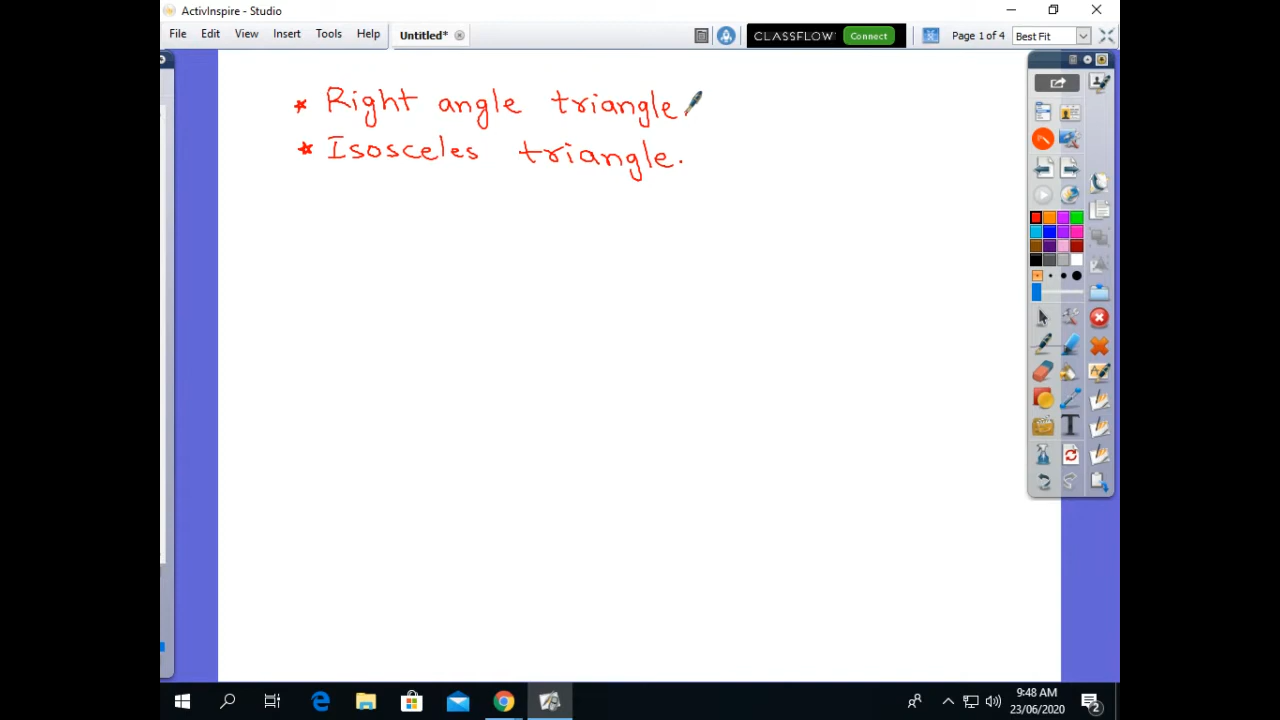 ActivInspire - Studio
File Edit View Insert Tools Help Untitled* CLASSFLOW Connect Page 1 of 4 Best Fit
* Right angle triangle.
* Isosceles triangle.
T
9:48 AM
23/06/2020
2